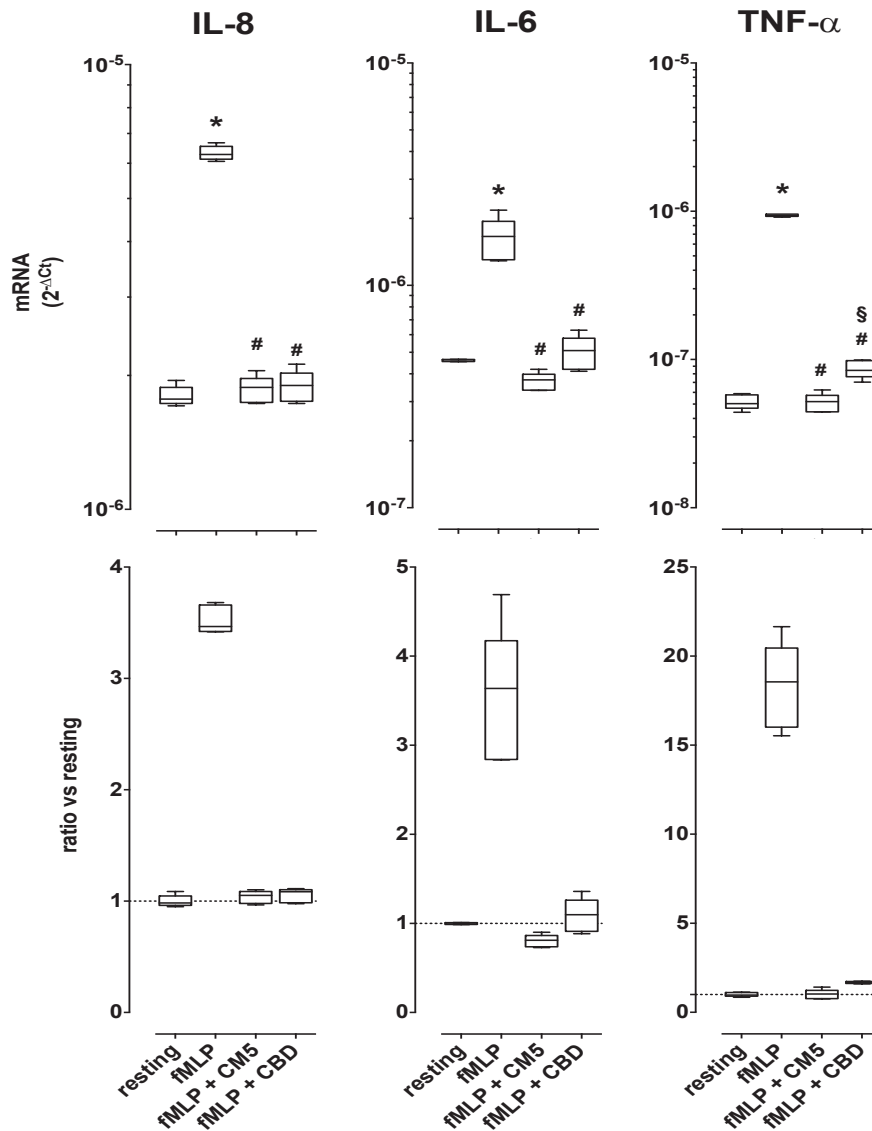 IL-8
IL-6
TNF-α
mRNA
(2-ΔCt)
10-5
10-6
*
#
#
10-5
10-6
10-7
*
#
#
10-5
10-6
10-7
10-8
*
#
§
#
ratio vs resting
4
3
2
1
0
5
4
3
2
1
0
25
20
15
10
5
0
resting
fMLP
fMLP + CM5
fMLP + CBD
resting
fMLP
fMLP + CM5
fMLP + CBD
resting
fMLP
fMLP + CM5
fMLP + CBD